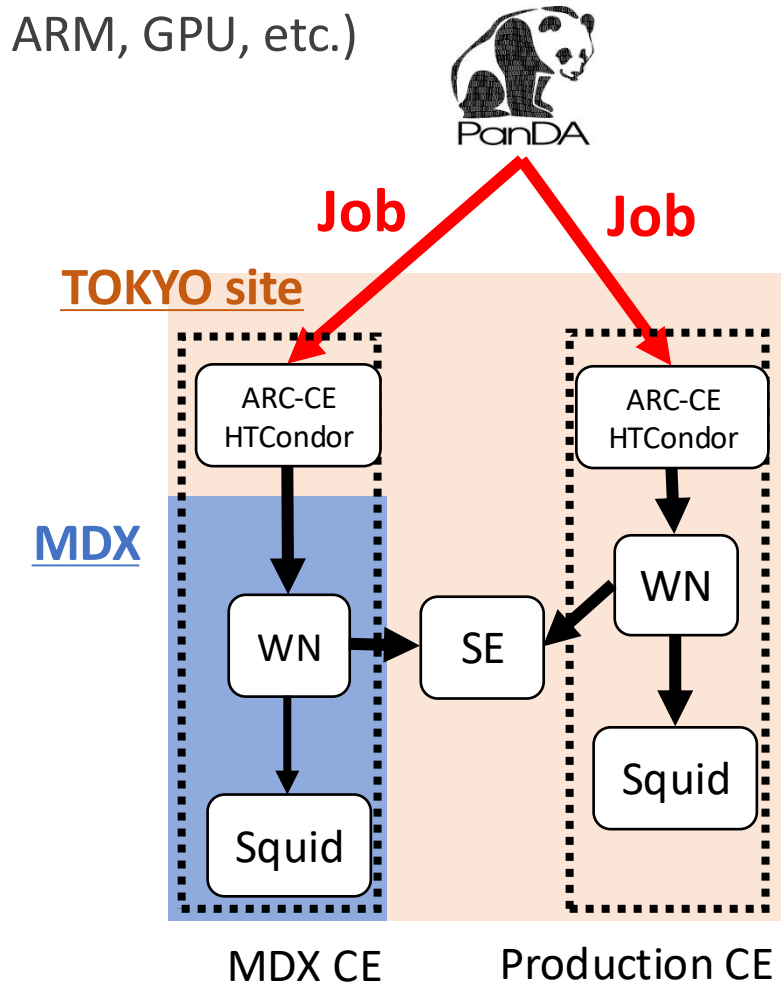 ARM, GPU, etc.)
PanDA
Job
Job
TOKYO site
ARC-CE
HTCondor
ARC-CE
HTCondor
MDX
WN
WN
SE
Squid
Squid
MDX CE
Production CE